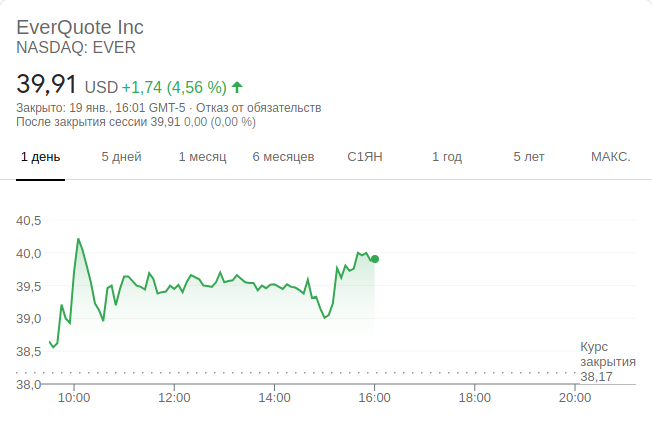 EverQuote Inc
NASDAQ: EVER
39,91 USD +1,74 (4,56 %)
Закрыто: 19 янв., 16:01 GMT-5 · Отказ от обязательств
После закрытия сессии 39,91 0,00 (0,00 %)
1 день 5 дней 1 месяц 6 месяцев С1ЯН 1 год 5 лет МАКС.
40,5
40,0
39,5
39,0
38,5
38,0
Курс
закрытия
38,17
10:00 12:00 14:00 16:00 18:00 20:00